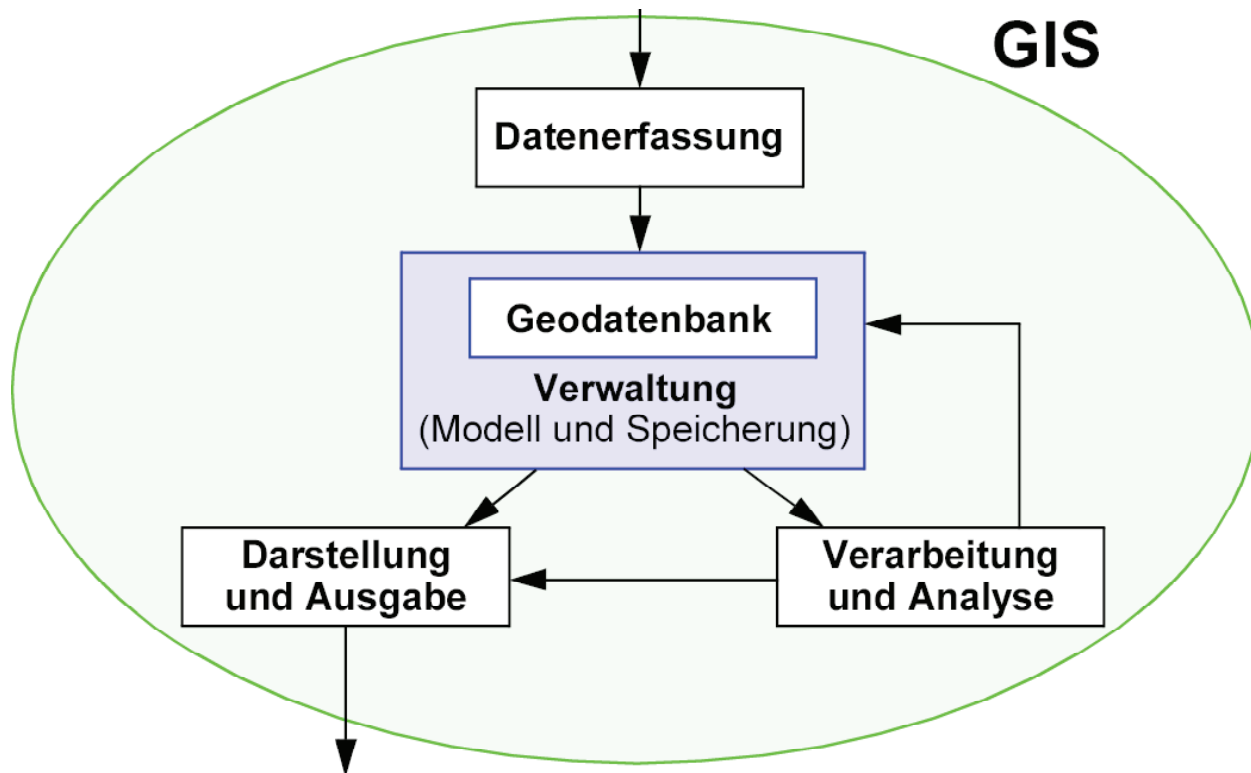 GIS
Datenerfassung
Geodatenbank
Verwaltung
(Modell und Speicherung)
Darstellung
und Ausgabe
Verarbeitung
und Analyse